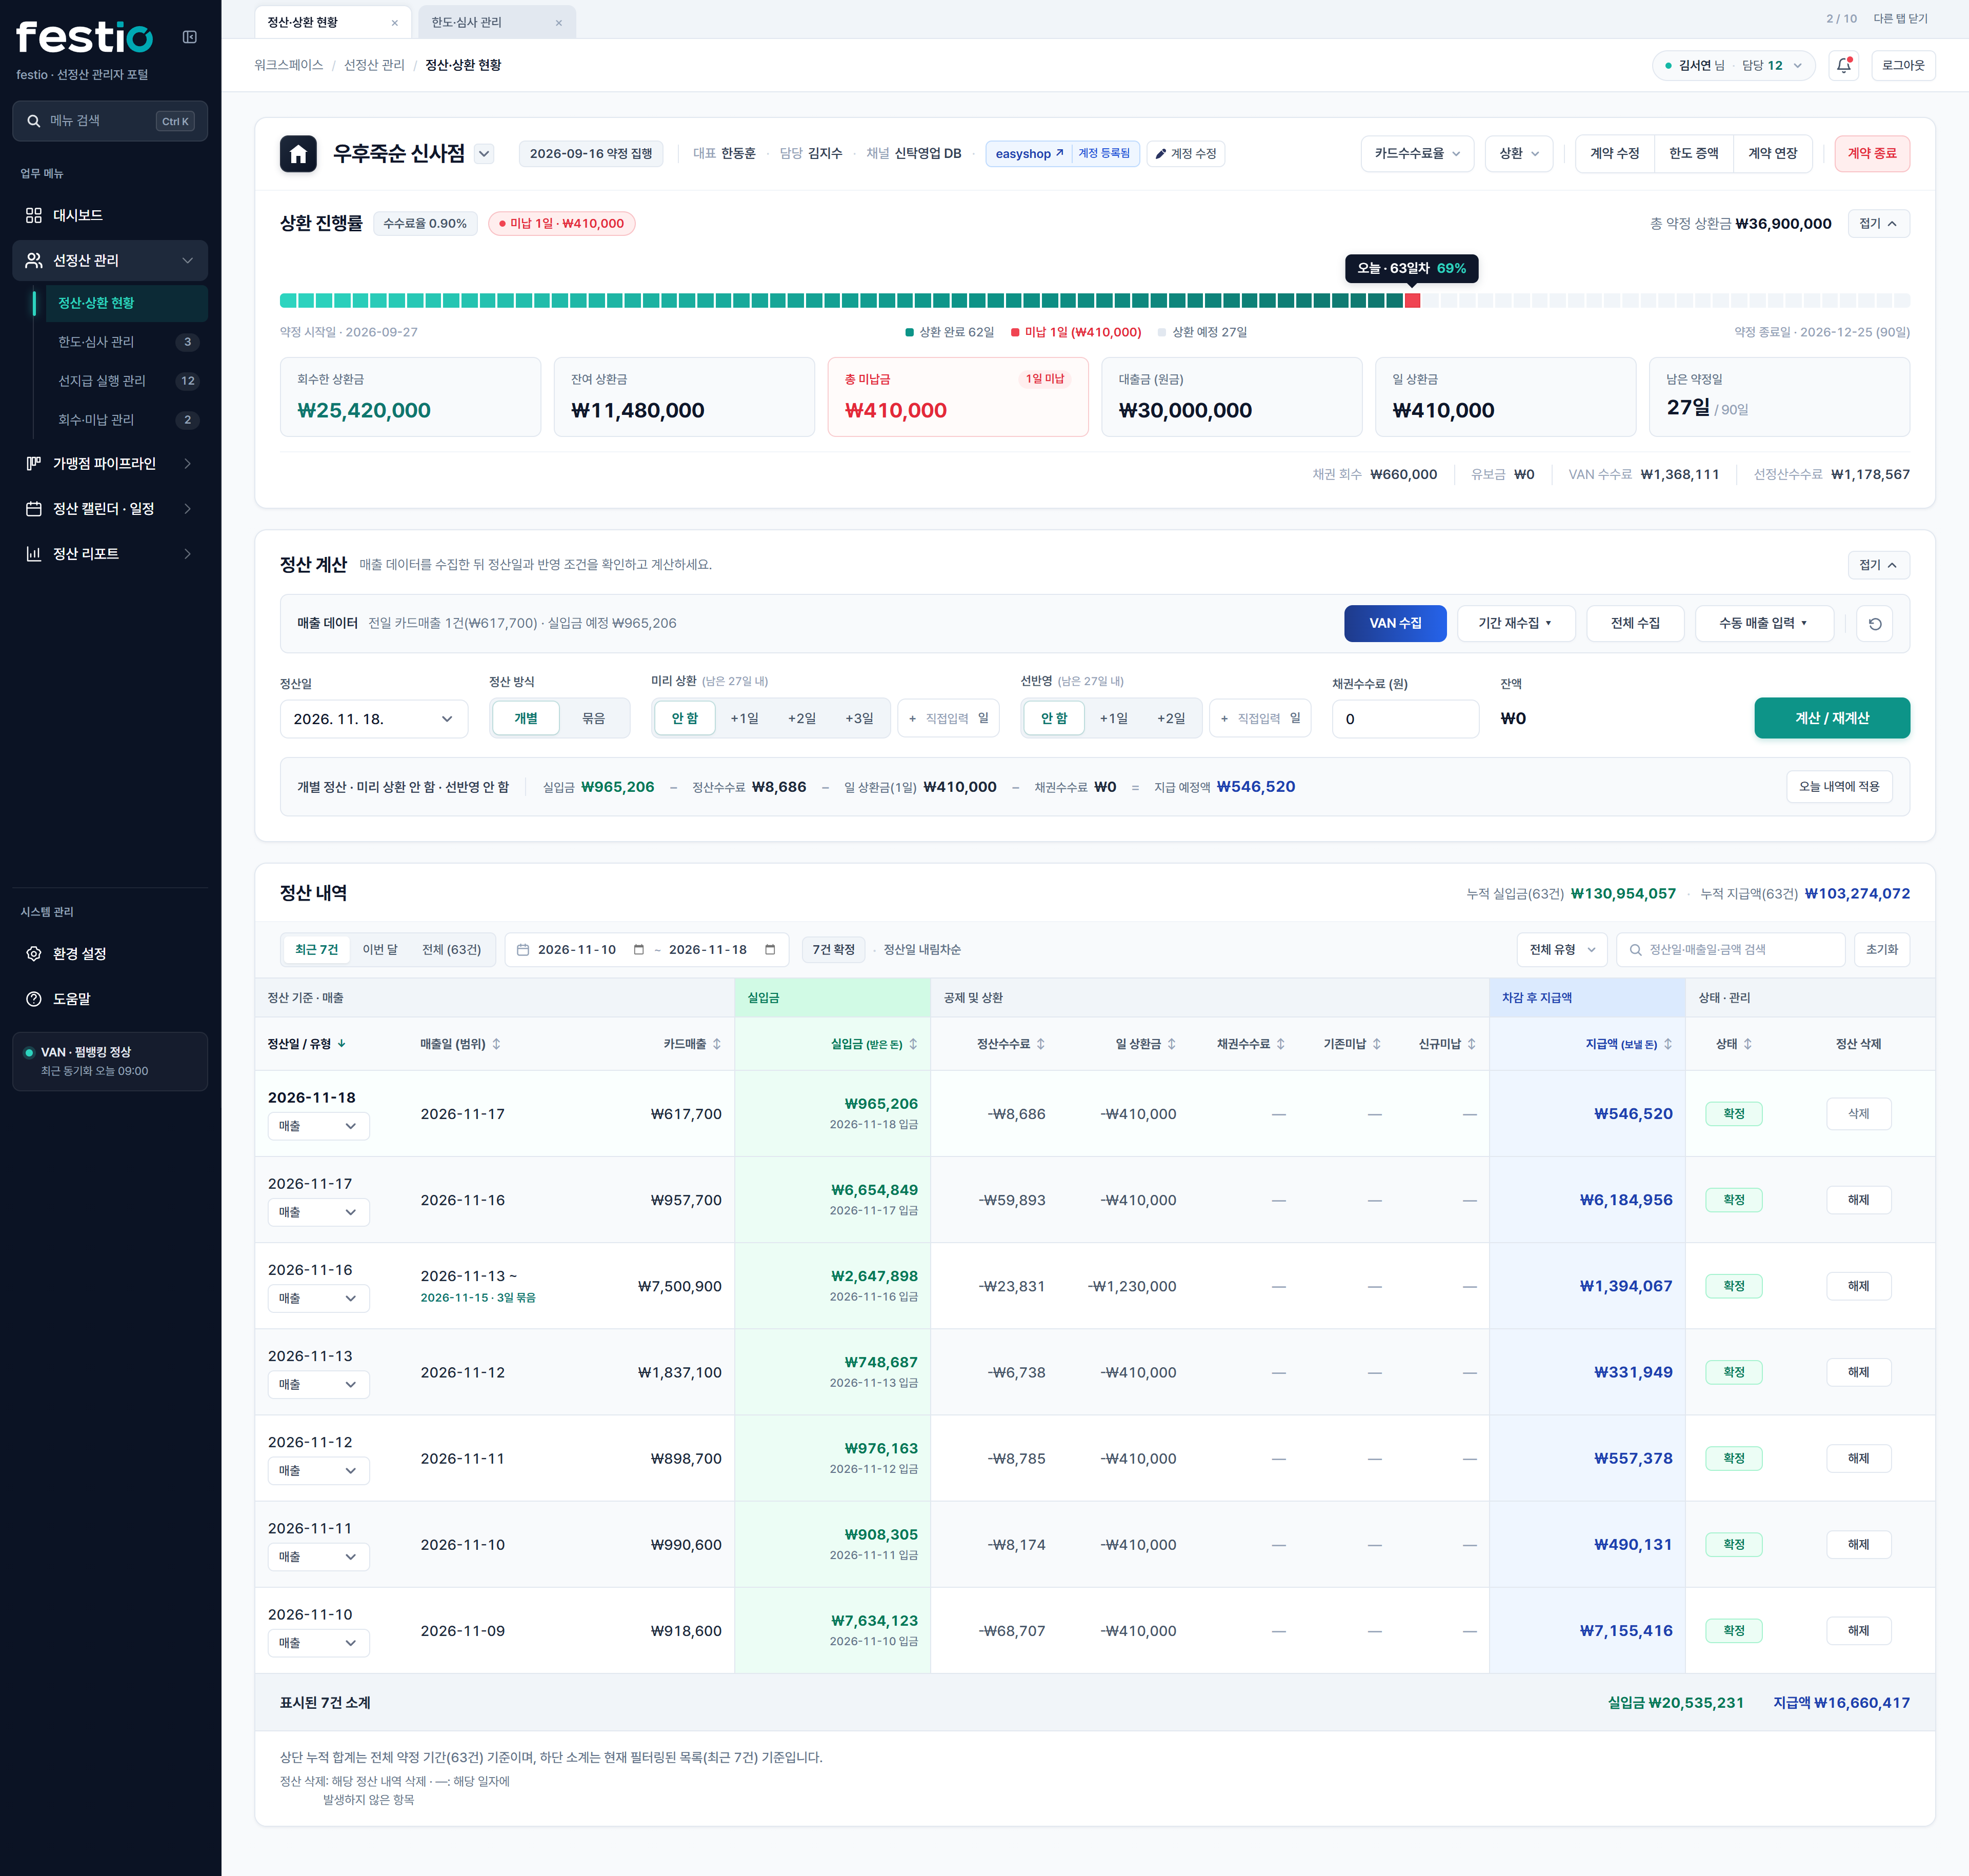 festio
festio · 선정산 관리자 포털
메뉴 검색 Ctrl K
업무 메뉴
대시보드
선정산 관리
정산·상환 현황
한도·심사 관리 3
선지급 실행 관리 12
회수·미납 관리 2
가맹점 파이프라인
정산 캘린더 · 일정
정산 리포트
시스템 관리
환경 설정
도움말
VAN · 펌뱅킹 정상
최근 동기화 오늘 09:00
정산·상환 현황 × 한도·심사 관리 × 2 / 10 다른 탭 닫기
워크스페이스 / 선정산 관리 / 정산·상환 현황 김서연 님 · 담당 12 로그아웃
우후죽순 신사점 2026-09-16 약정 집행 대표 한동훈 · 담당 김지수 · 채널 신탁영업 DB · easyshop ↗ 계정 등록됨 계정 수정 카드수수료율 상환 계약 수정 한도 증액 계약 연장 계약 종료
상환 진행률 수수료율 0.90% 미납 1일 · ₩410,000 총 약정 상환금 ₩36,900,000 접기
오늘 · 63일차 69%
약정 시작일 · 2026-09-27 상환 완료 62일 미납 1일 (₩410,000) 상환 예정 27일 약정 종료일 · 2026-12-25 (90일)
회수한 상환금 잔여 상환금 총 미납금 1일 미납 대출금 (원금) 일 상환금 남은 약정일
₩25,420,000 ₩11,480,000 ₩410,000 ₩30,000,000 ₩410,000 27일 / 90일
채권 회수 ₩660,000 유보금 ₩0 VAN 수수료 ₩1,368,111 선정산수수료 ₩1,178,567
정산 계산 매출 데이터를 수집한 뒤 정산일과 반영 조건을 확인하고 계산하세요. 접기
매출 데이터 전일 카드매출 1건(₩617,700) · 실입금 예정 ₩965,206 VAN 수집 기간 재수집 ▾ 전체 수집 수동 매출 입력 ▾
정산일 정산 방식 미리 상환 (남은 27일 내) 선반영 (남은 27일 내) 채권수수료 (원) 잔액
2026. 11. 18. 개별 묶음 안 함 +1일 +2일 +3일 + 직접입력 일 안 함 +1일 +2일 + 직접입력 일 0 ₩0 계산 / 재계산
개별 정산 · 미리 상환 안 함 · 선반영 안 함 실입금 ₩965,206 − 정산수수료 ₩8,686 − 일 상환금(1일) ₩410,000 − 채권수수료 ₩0 = 지급 예정액 ₩546,520 오늘 내역에 적용
정산 내역 누적 실입금(63건) ₩130,954,057 · 누적 지급액(63건) ₩103,274,072
최근 7건 이번 달 전체 (63건) 2026-11-10 ~ 2026-11-18 7건 확정 · 정산일 내림차순 전체 유형 정산일·매출일·금액 검색 초기화
정산 기준 · 매출 실입금 공제 및 상환 차감 후 지급액 상태 · 관리
정산일 / 유형 ↓ 매출일 (범위) 카드매출 실입금 (받은 돈) 정산수수료 일 상환금 채권수수료 기존미납 신규미납 지급액 (보낼 돈) 상태 정산 삭제
2026-11-18 매출 2026-11-17 ₩617,700 ₩965,206 2026-11-18 입금 -₩8,686 -₩410,000 — — — ₩546,520 확정 삭제
2026-11-17 매출 2026-11-16 ₩957,700 ₩6,654,849 2026-11-17 입금 -₩59,893 -₩410,000 — — — ₩6,184,956 확정 해제
2026-11-16 매출 2026-11-13 ~ 2026-11-15 · 3일 묶음 ₩7,500,900 ₩2,647,898 2026-11-16 입금 -₩23,831 -₩1,230,000 — — — ₩1,394,067 확정 해제
2026-11-13 매출 2026-11-12 ₩1,837,100 ₩748,687 2026-11-13 입금 -₩6,738 -₩410,000 — — — ₩331,949 확정 해제
2026-11-12 매출 2026-11-11 ₩898,700 ₩976,163 2026-11-12 입금 -₩8,785 -₩410,000 — — — ₩557,378 확정 해제
2026-11-11 매출 2026-11-10 ₩990,600 ₩908,305 2026-11-11 입금 -₩8,174 -₩410,000 — — — ₩490,131 확정 해제
2026-11-10 매출 2026-11-09 ₩918,600 ₩7,634,123 2026-11-10 입금 -₩68,707 -₩410,000 — — — ₩7,155,416 확정 해제
표시된 7건 소계 실입금 ₩20,535,231 지급액 ₩16,660,417
상단 누적 합계는 전체 약정 기간(63건) 기준이며, 하단 소계는 현재 필터링된 목록(최근 7건) 기준입니다.
정산 삭제: 해당 정산 내역 삭제 · —: 해당 일자에
발생하지 않은 항목